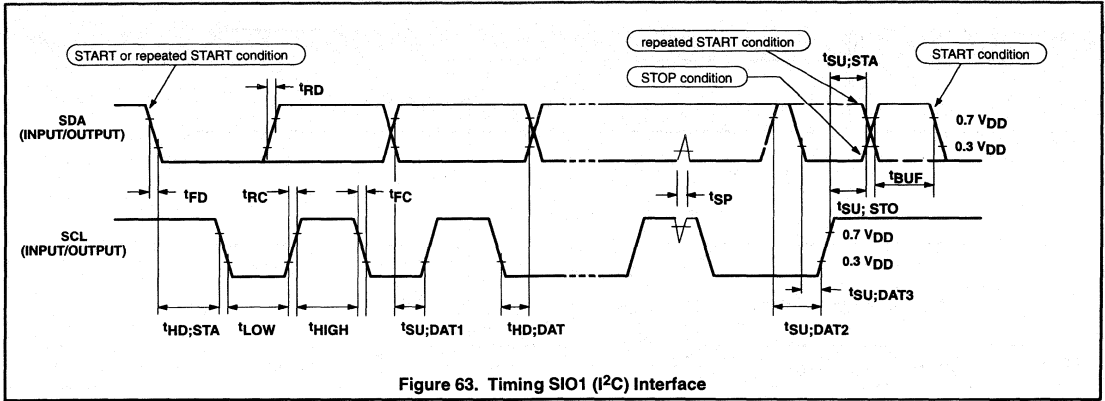 START or repeated START condition
repeated START condition
STOP condition
tSU;STA
START condition
tRD
SDA
(INPUT/OUTPUT)
0.7 VDD
0.3 VDD
tFD
tRC
tFC
tSP
tBUF
tSU; STO
SCL
(INPUT/OUTPUT)
0.7 VDD
0.3 VDD
tSU;DAT3
tHD;STA
tLOW
tHIGH
tSU;DAT1
tHD;DAT
tSU;DAT2
Figure 63. Timing SIO1 (I²C) Interface